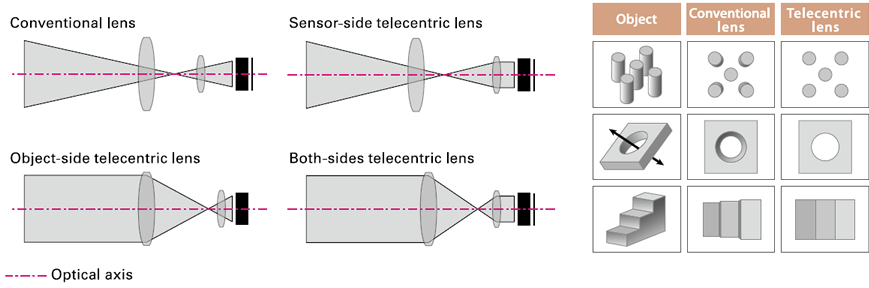 Conventional lens
Sensor-side telecentric lens
Object-side telecentric lens
Both-sides telecentric lens
Optical axis
Object
Conventional
lens
Telecentric
lens